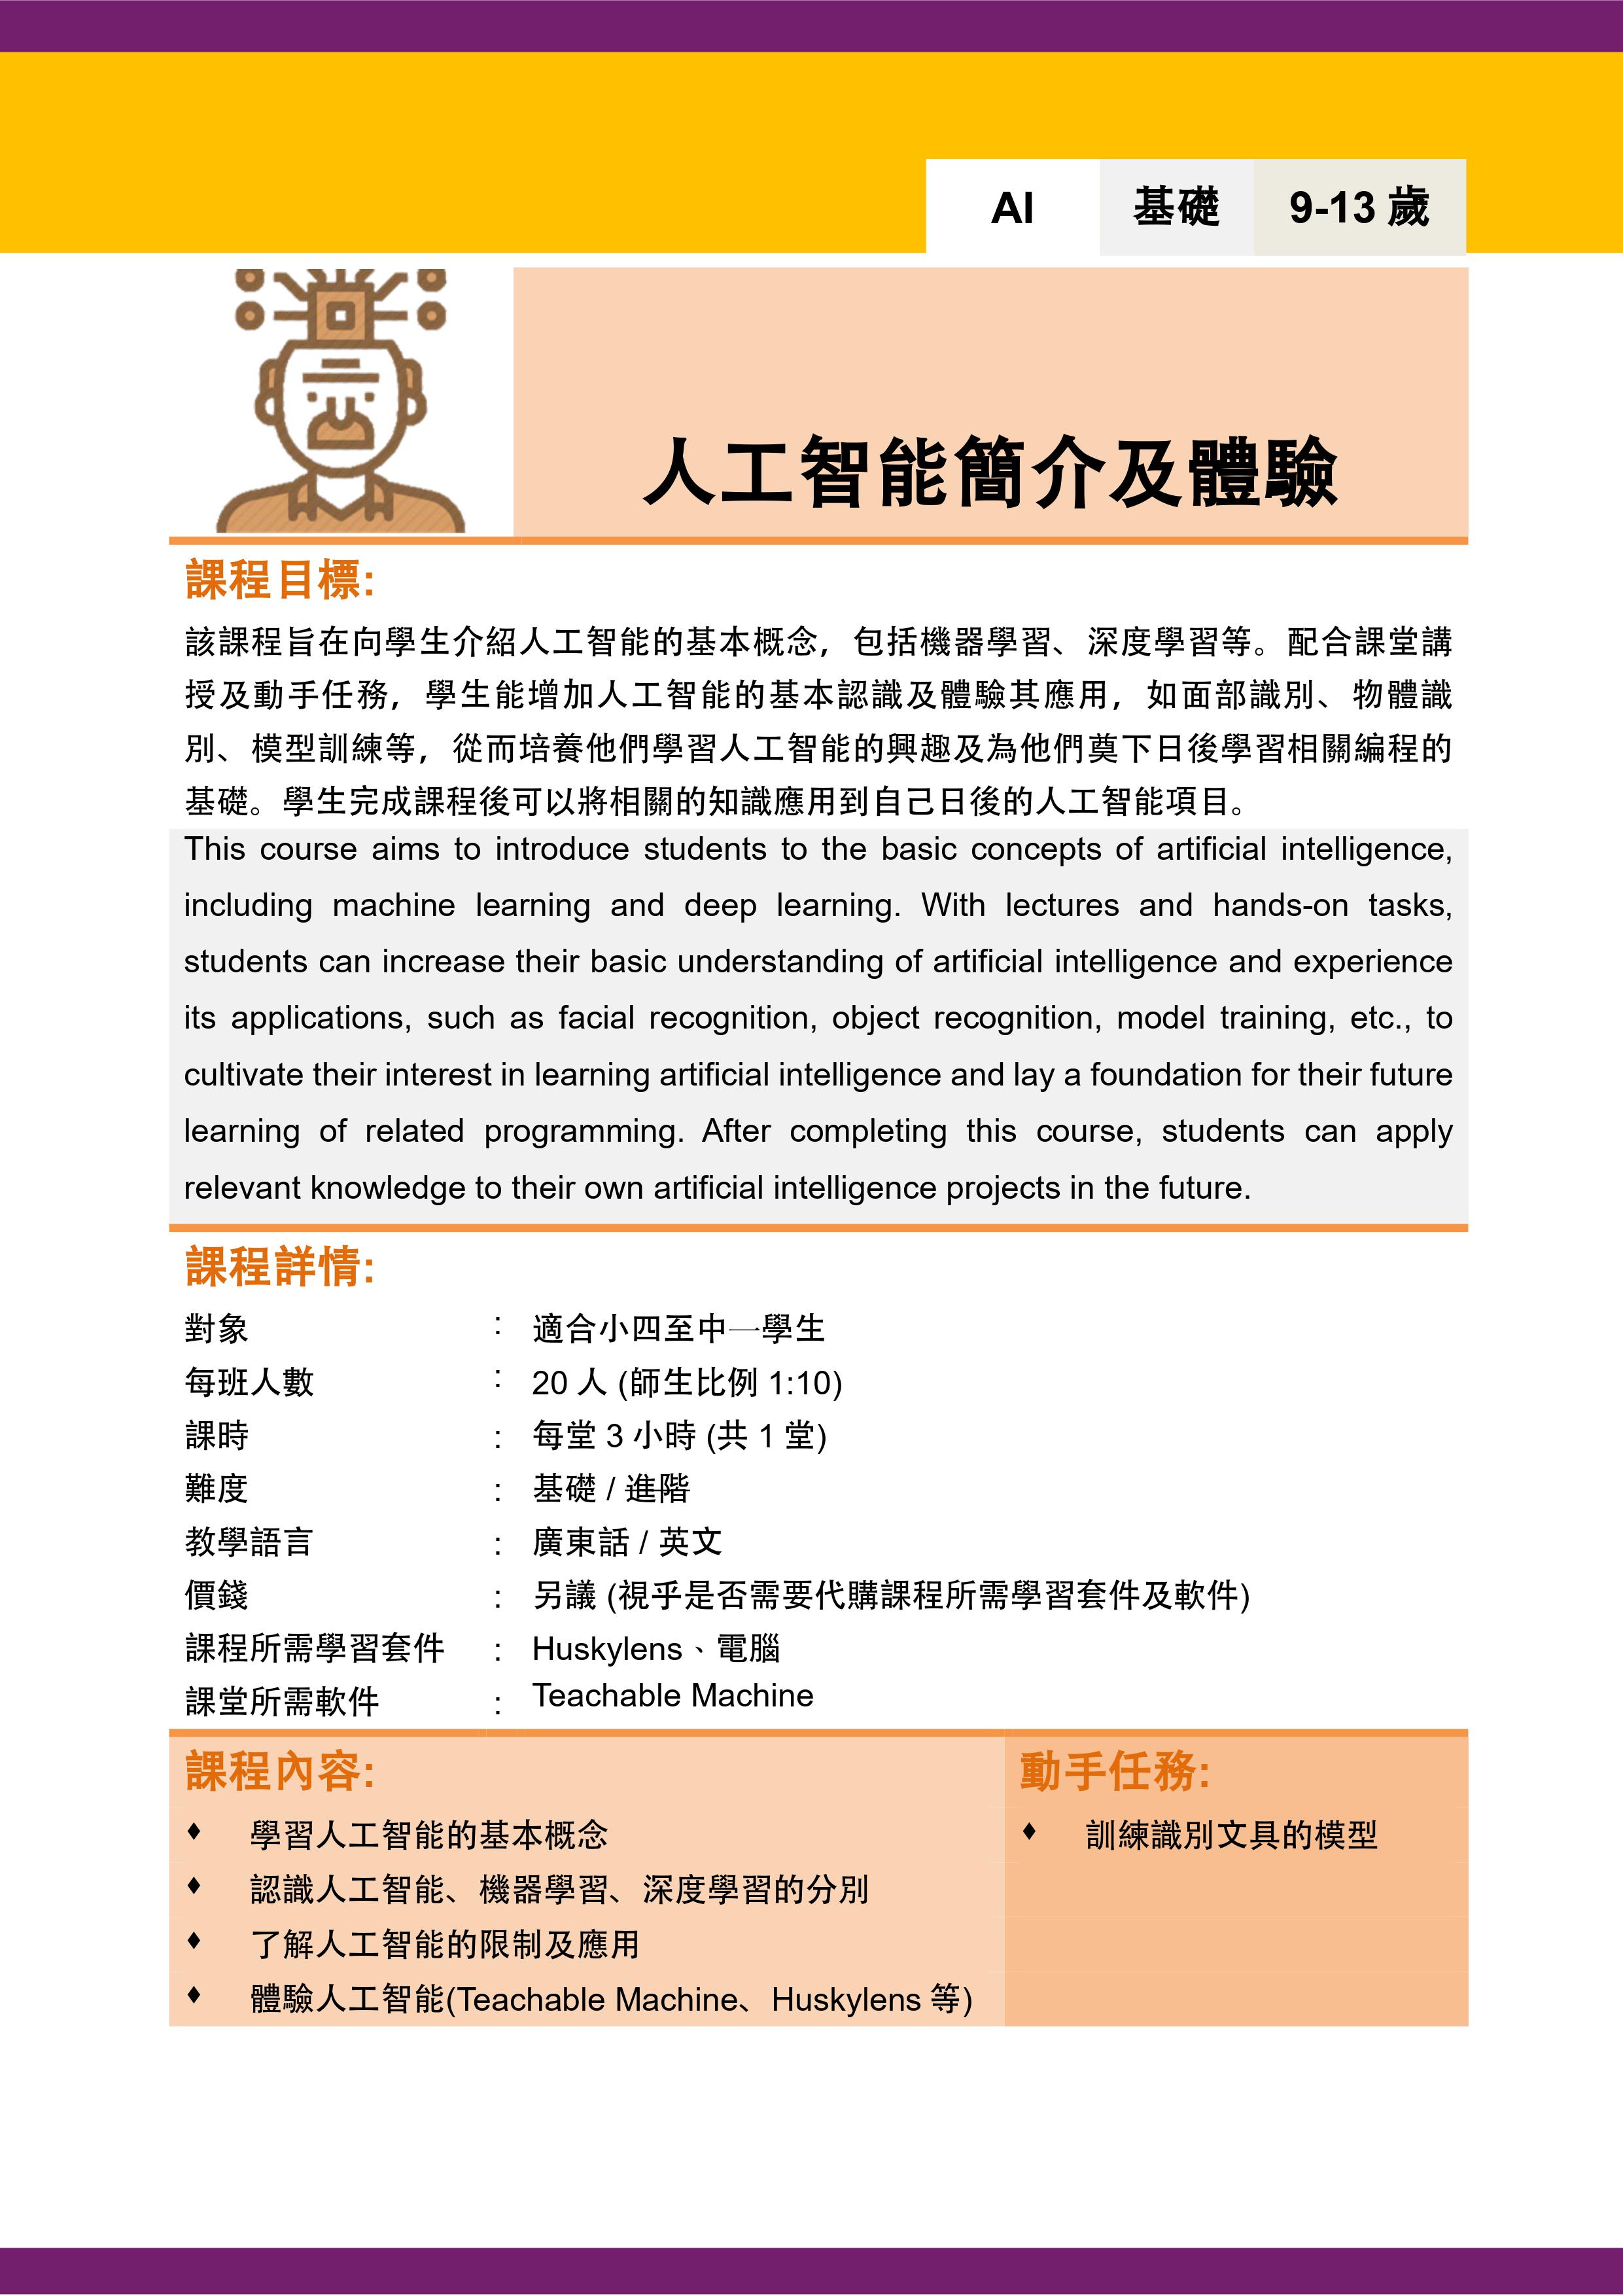 AI 基礎 9-13 歲
人工智能簡介及體驗
課程目標:
該課程旨在向學生介紹人工智能的基本概念，包括機器學習、深度學習等。配合課堂講
授及動手任務，學生能增加人工智能的基本認識及體驗其應用，如面部識別、物體識
別、模型訓練等，從而培養他們學習人工智能的興趣及為他們奠下日後學習相關編程的
基礎。學生完成課程後可以將相關的知識應用到自己日後的人工智能項目。
This course aims to introduce students to the basic concepts of artificial intelligence,
including machine learning and deep learning. With lectures and hands-on tasks,
students can increase their basic understanding of artificial intelligence and experience
its applications, such as facial recognition, object recognition, model training, etc., to
cultivate their interest in learning artificial intelligence and lay a foundation for their future
learning of related programming. After completing this course, students can apply
relevant knowledge to their own artificial intelligence projects in the future.
課程詳情:
對象 : 適合小四至中一學生
每班人數 : 20 人 (師生比例 1:10)
課時 : 每堂 3 小時 (共 1 堂)
難度 : 基礎 / 進階
教學語言 : 廣東話 / 英文
價錢 : 另議 (視乎是否需要代購課程所需學習套件及軟件)
課程所需學習套件 : Huskylens、電腦
課堂所需軟件 : Teachable Machine
課程內容:
♦ 學習人工智能的基本概念
♦ 認識人工智能、機器學習、深度學習的分別
♦ 了解人工智能的限制及應用
♦ 體驗人工智能(Teachable Machine、Huskylens 等)
動手任務:
♦ 訓練識別文具的模型